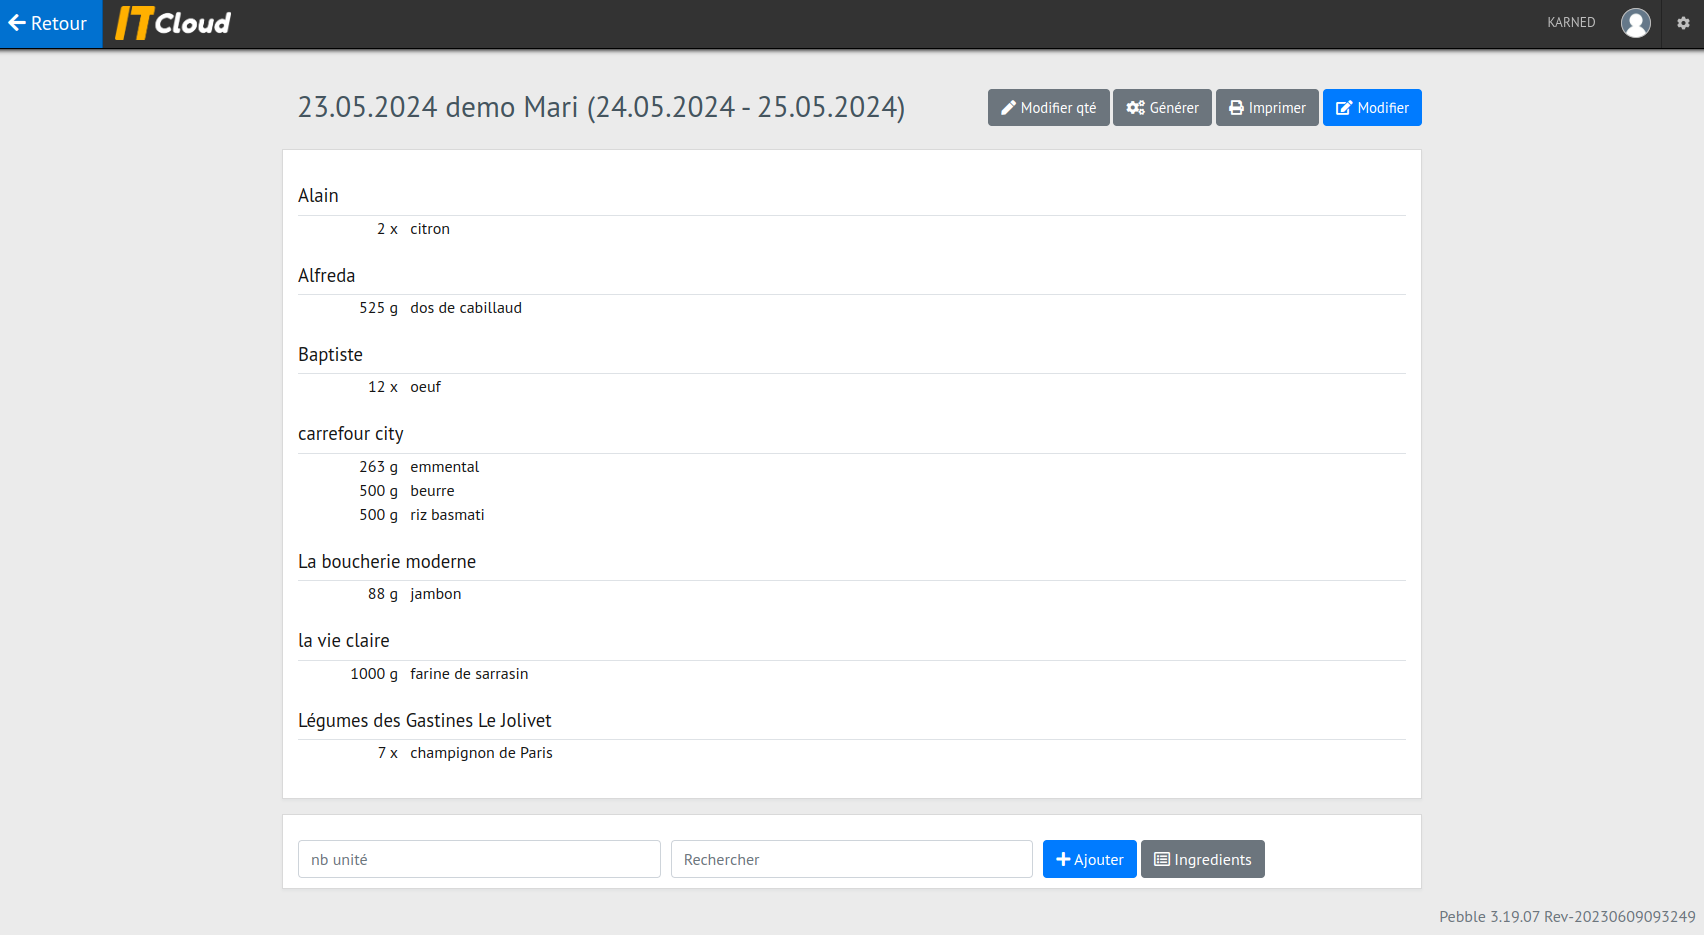 Retour ITCloud KARNED
23.05.2024 demo Mari (24.05.2024 - 25.05.2024) Modifier qté Générer Imprimer Modifier
Alain
2 x citron
Alfreda
525 g dos de cabillaud
Baptiste
12 x oeuf
carrefour city
263 g emmental
500 g beurre
500 g riz basmati
La boucherie moderne
88 g jambon
la vie claire
1000 g farine de sarrasin
Légumes des Gastines Le Jolivet
7 x champignon de Paris
nb unité Rechercher Ajouter Ingredients
Pebble 3.19.07 Rev-20230609093249